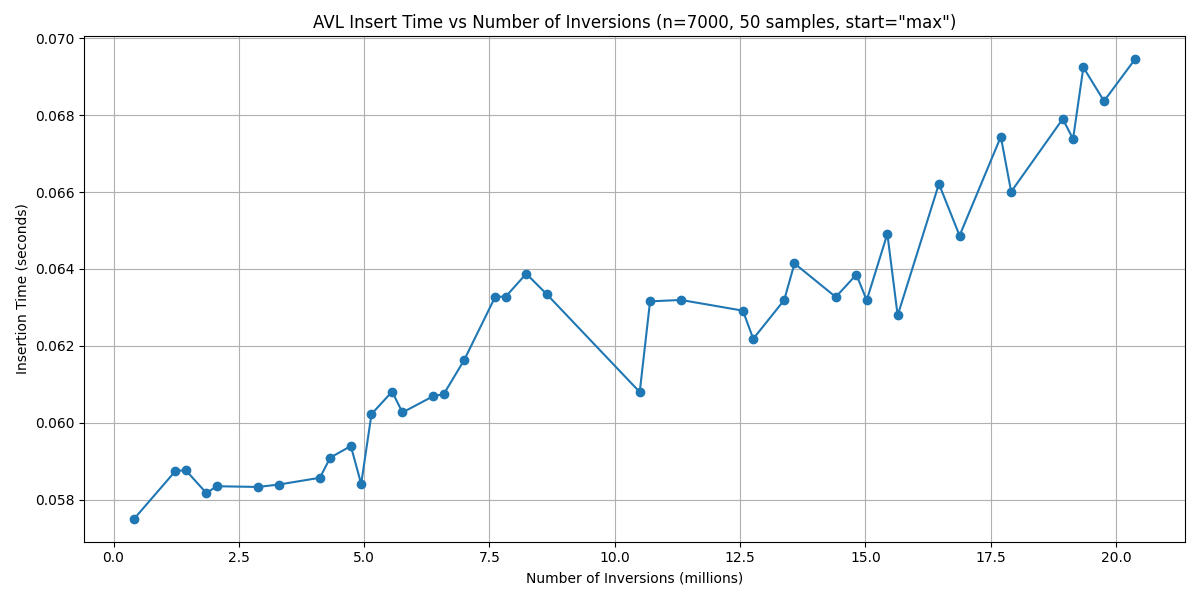 AVL Insert Time vs Number of Inversions (n=7000, 50 samples, start="max")
Insertion Time (seconds)
0.070
0.068
0.066
0.064
0.062
0.060
0.058
0.0 2.5 5.0 7.5 10.0 12.5 15.0 17.5 20.0
Number of Inversions (millions)